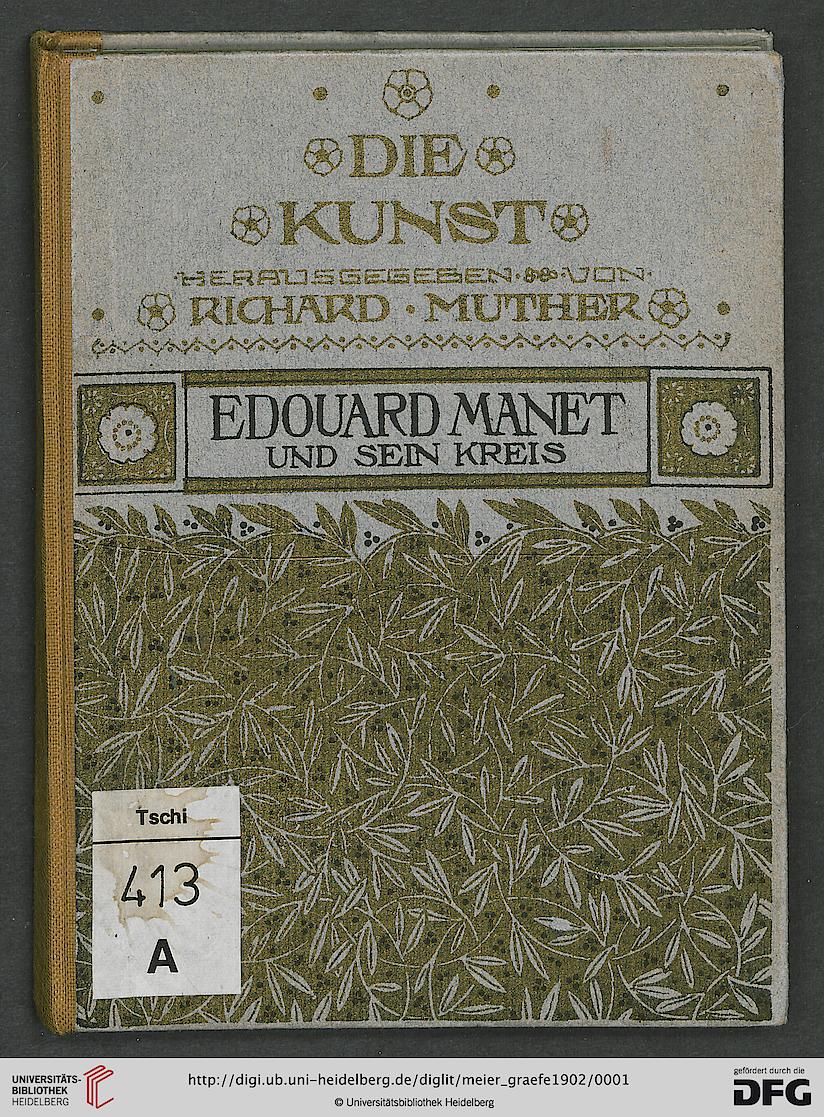 DIE
KUNST
HERAUSGEGEBEN · VON ·
RICHARD · MUTHER
EDOUARD MANET
UND SEIN KREIS
Tschi
413
A
UNIVERSITÄTS-
BIBLIOTHEK
HEIDELBERG
http://digi.ub.uni-heidelberg.de/diglit/meier_graefe1902/0001
© Universitätsbibliothek Heidelberg
gefördert durch die
DFG